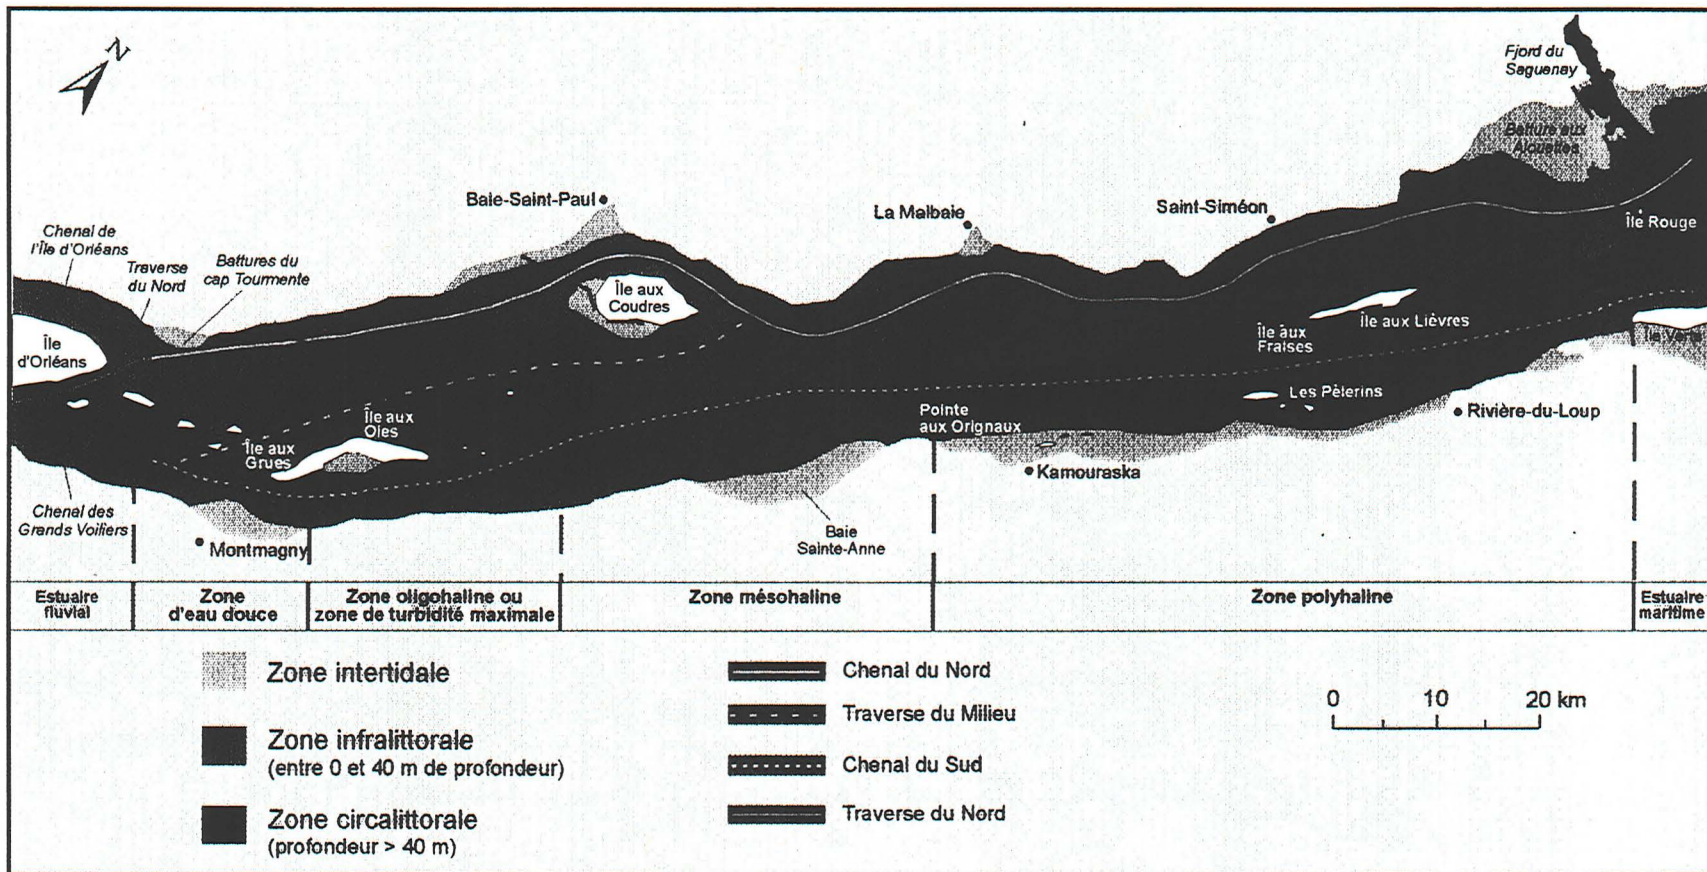 N
Fjord du
Saguenay
Batture aux
Alouettes
Baie-Saint-Paul
La Malbaie
Saint-Siméon
Île Rouge
Chenal de
l'Île d'Orléans
Traverse
du Nord
Battures du
cap Tourmente
Île aux
Coudres
Île
d'Orléans
Île aux Lièvres
Île aux
Fraises
Île Verte
Les Pèlerins
Rivière-du-Loup
Île aux
Oies
Île aux
Grues
Pointe
aux Orignaux
Kamouraska
Chenal des
Grands Voiliers
Montmagny
Baie
Sainte-Anne
Estuaire
fluvial
Zone
d'eau douce
Zone oligohaline ou
zone de turbidité maximale
Zone mésohaline
Zone polyhaline
Estuaire
maritime
Zone intertidale
Zone infralittorale
(entre 0 et 40 m de profondeur)
Zone circalittorale
(profondeur > 40 m)
Chenal du Nord
Traverse du Milieu
Chenal du Sud
Traverse du Nord
0 10 20 km